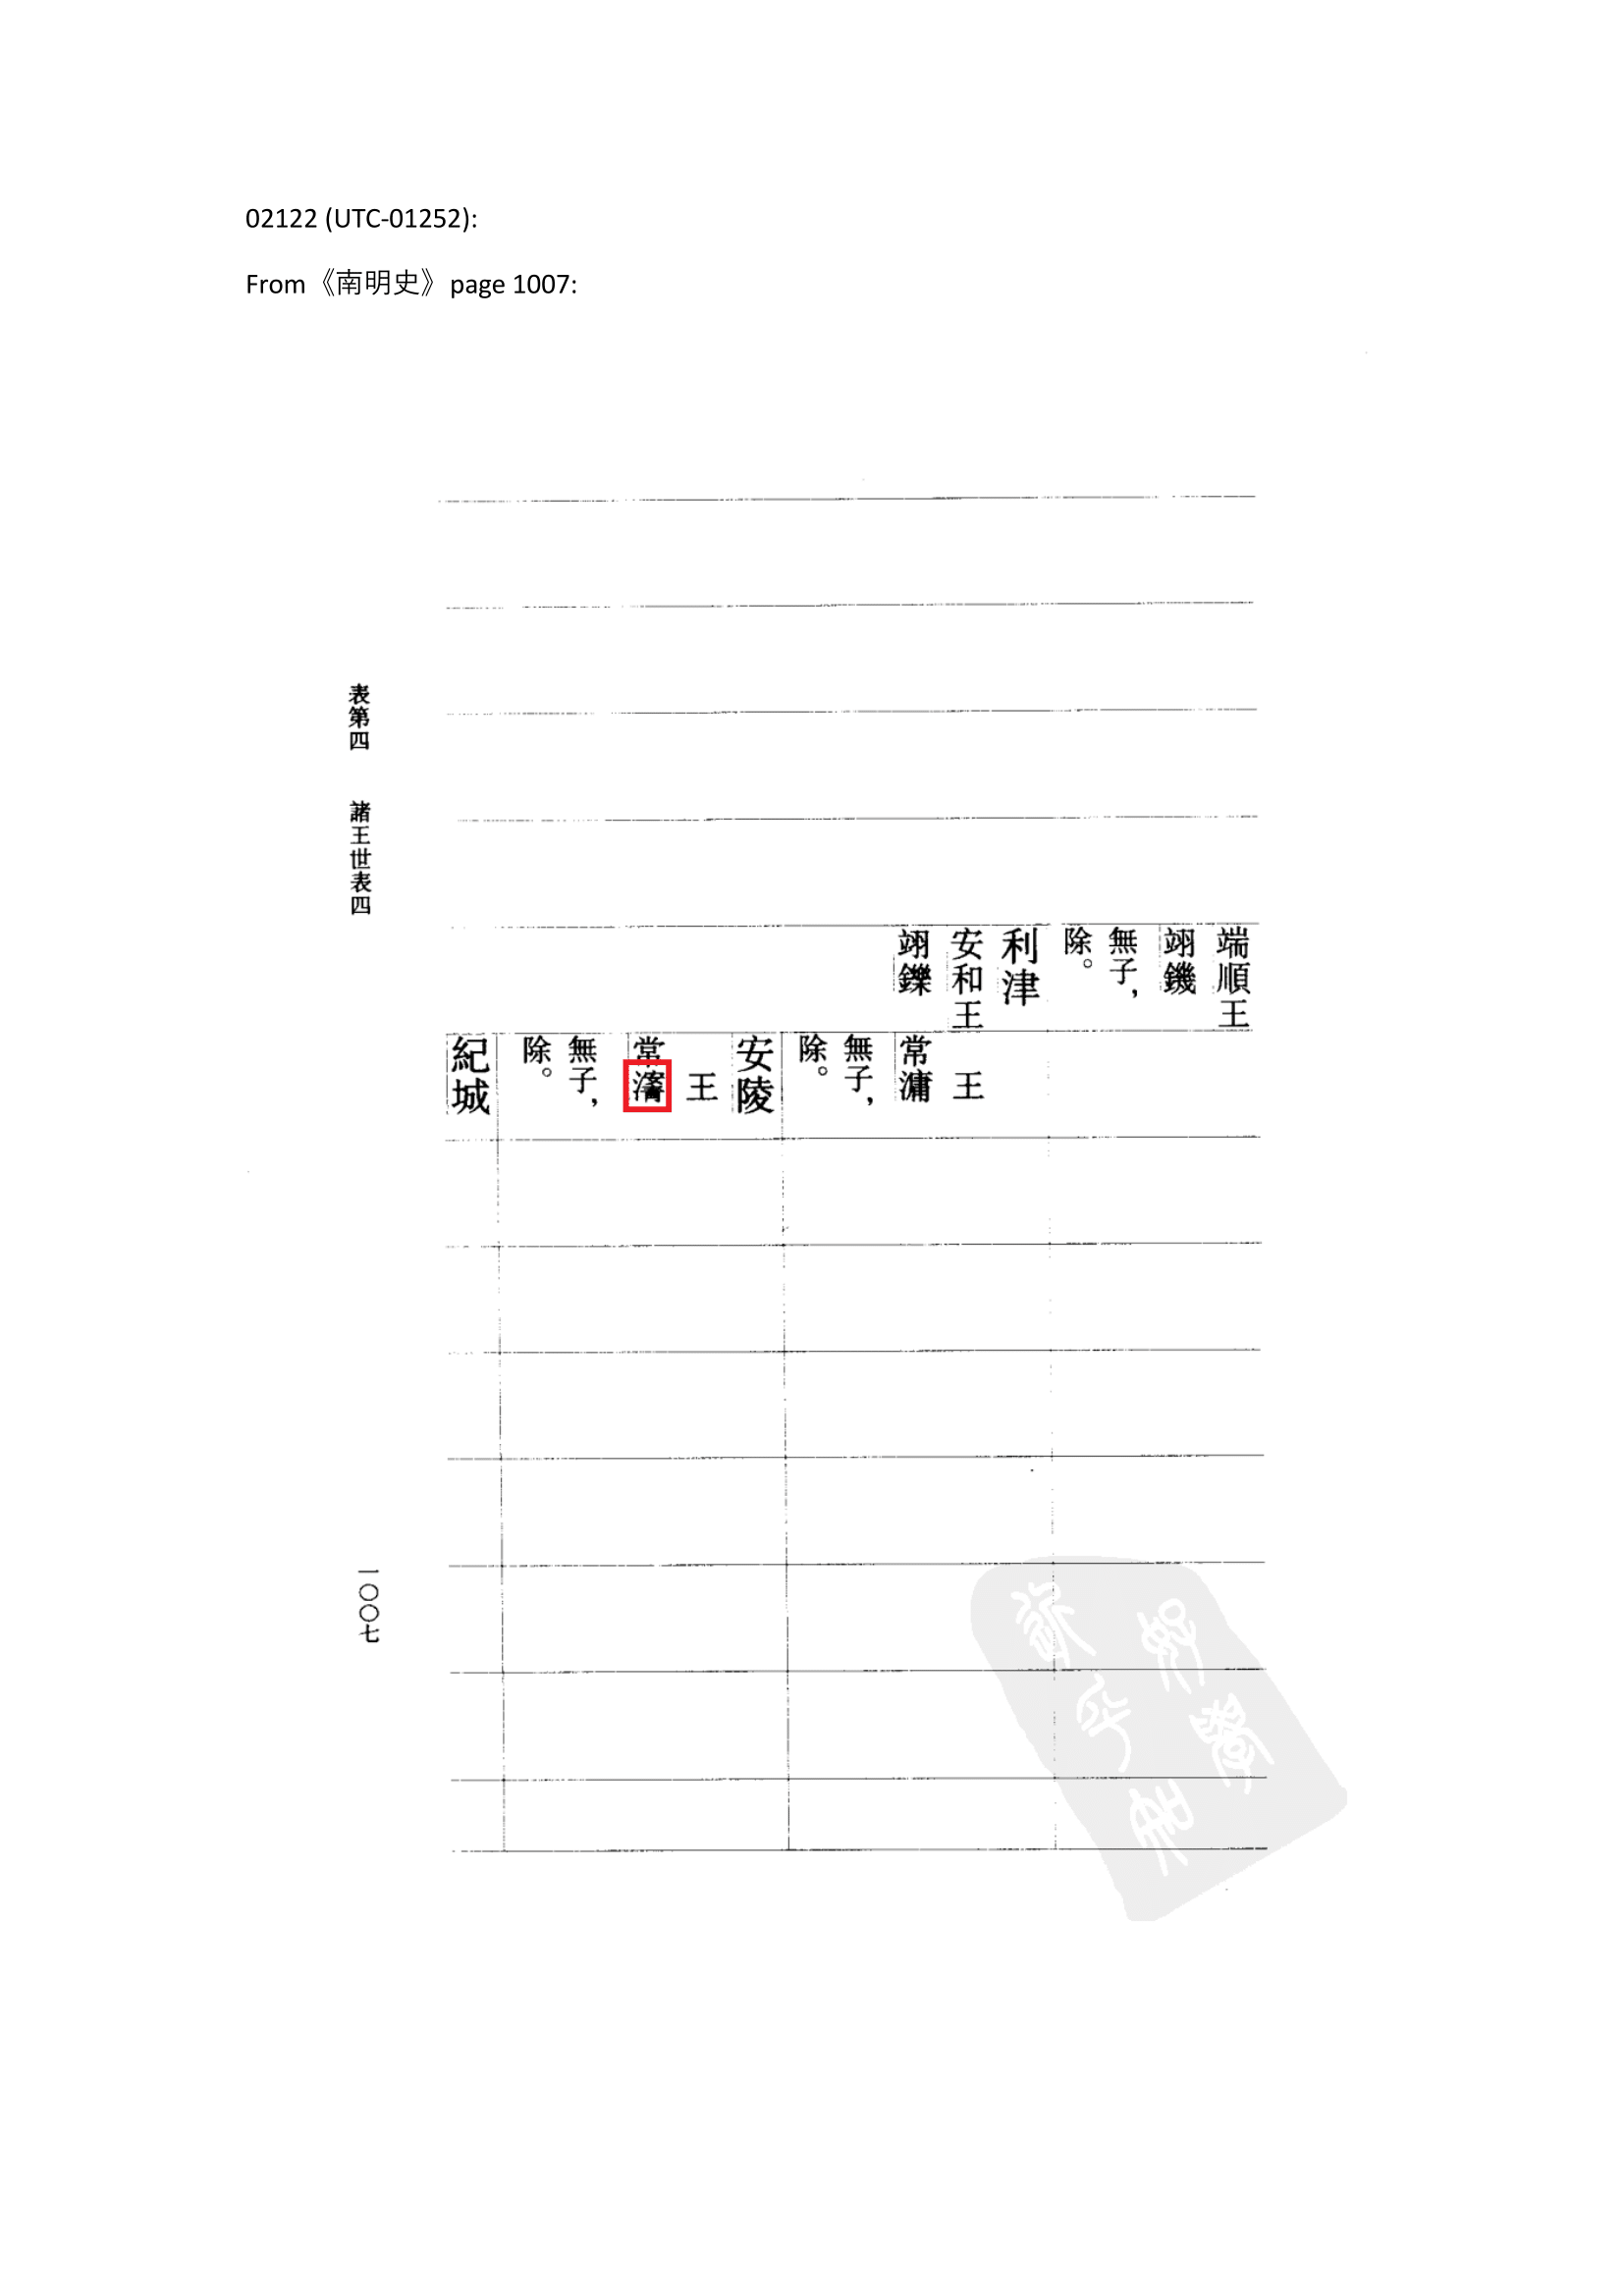 02122 (UTC-01252):
From《南明史》page 1007:
端順王
翊鐖
無子，
除。
利津
安和王
翊鑠
王
常滽
無子，
除。
安陵
王
常
無子，
除。
紀城
表第四　諸王世表四
一〇〇七